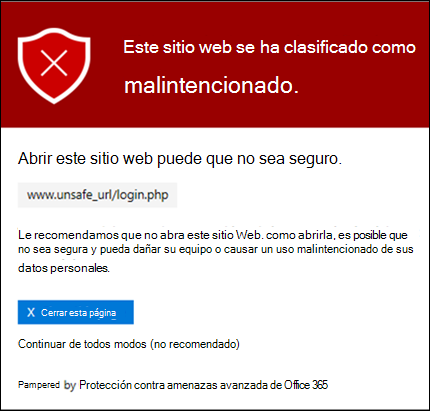 Este sitio web se ha clasificado como
malintencionado.
Abrir este sitio web puede que no sea seguro.
www.unsafe_url/login.php
Le recomendamos que no abra este sitio Web. como abrirla, es posible que
no sea segura y pueda dañar su equipo o causar un uso malintencionado de sus
datos personales.
X Cerrar esta página
Continuar de todos modos (no recomendado)
Pampered by Protección contra amenazas avanzada de Office 365